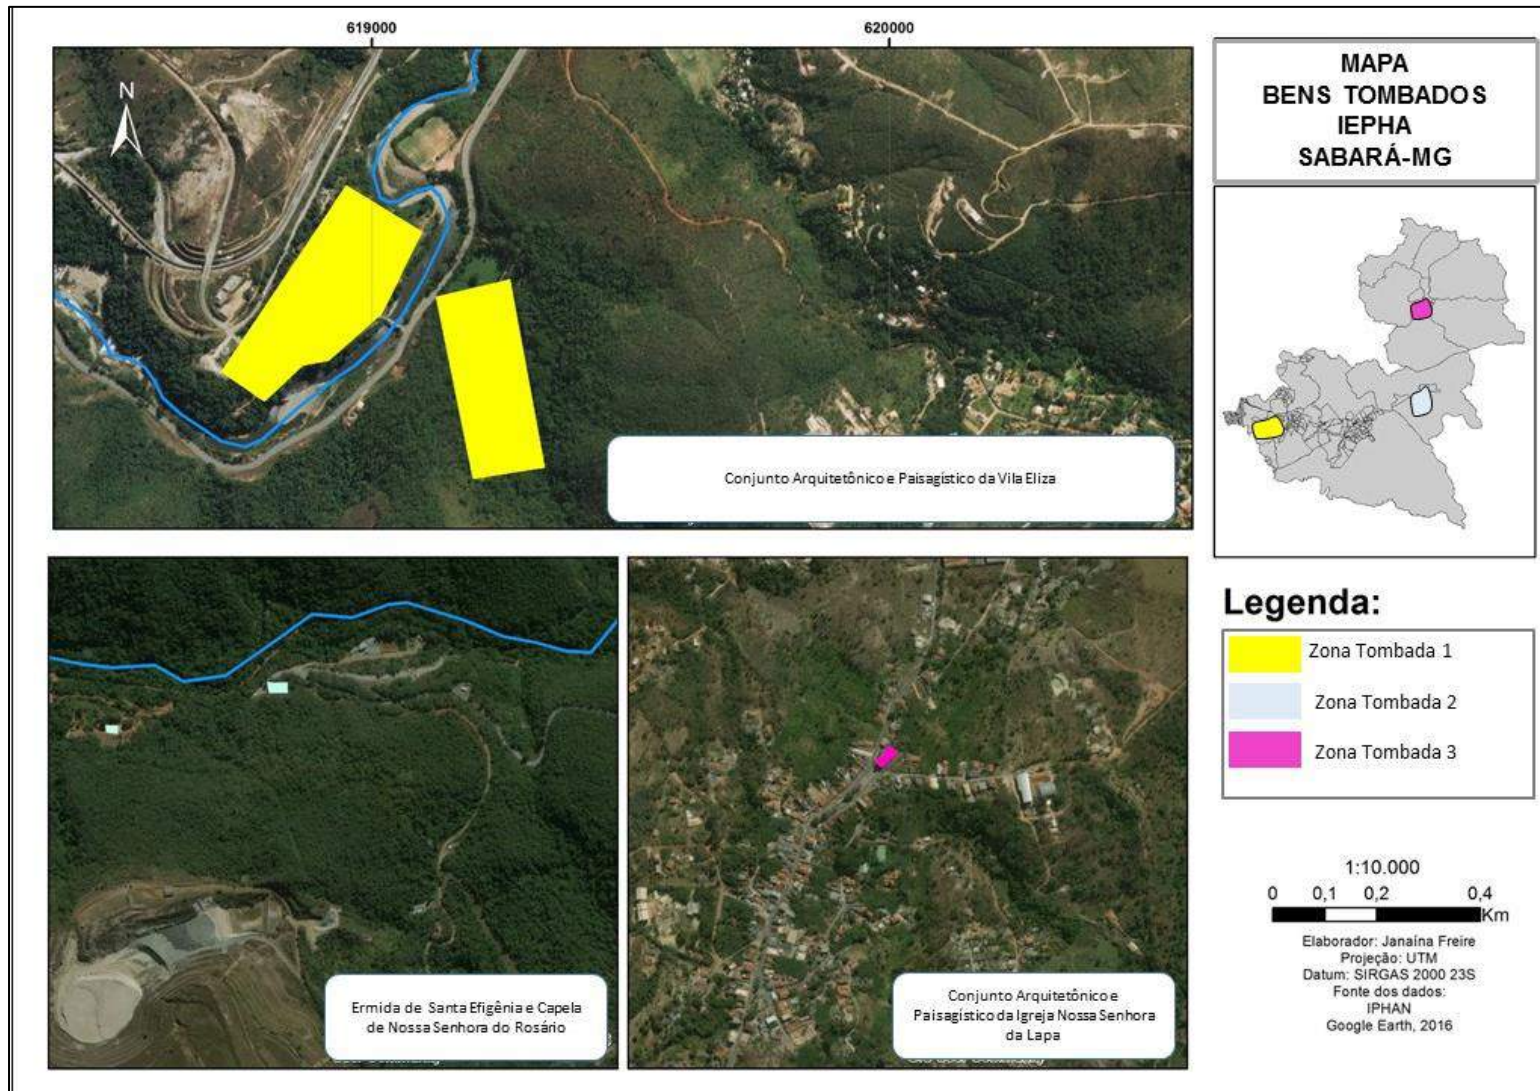 619000
620000
N
MAPA
BENS TOMBADOS
IEPHA
SABARÁ-MG
Conjunto Arquitetônico e Paisagístico da Vila Eliza
Ermida de Santa Efigênia e Capela
de Nossa Senhora do Rosário
Conjunto Arquitetônico e
Paisagístico da Igreja Nossa Senhora
da Lapa
Legenda:
Zona Tombada 1
Zona Tombada 2
Zona Tombada 3
1:10.000
0 0,1 0,2 0,4
Km
Elaborador: Janaína Freire
Projeção: UTM
Datum: SIRGAS 2000 23S
Fonte dos dados:
IPHAN
Google Earth, 2016